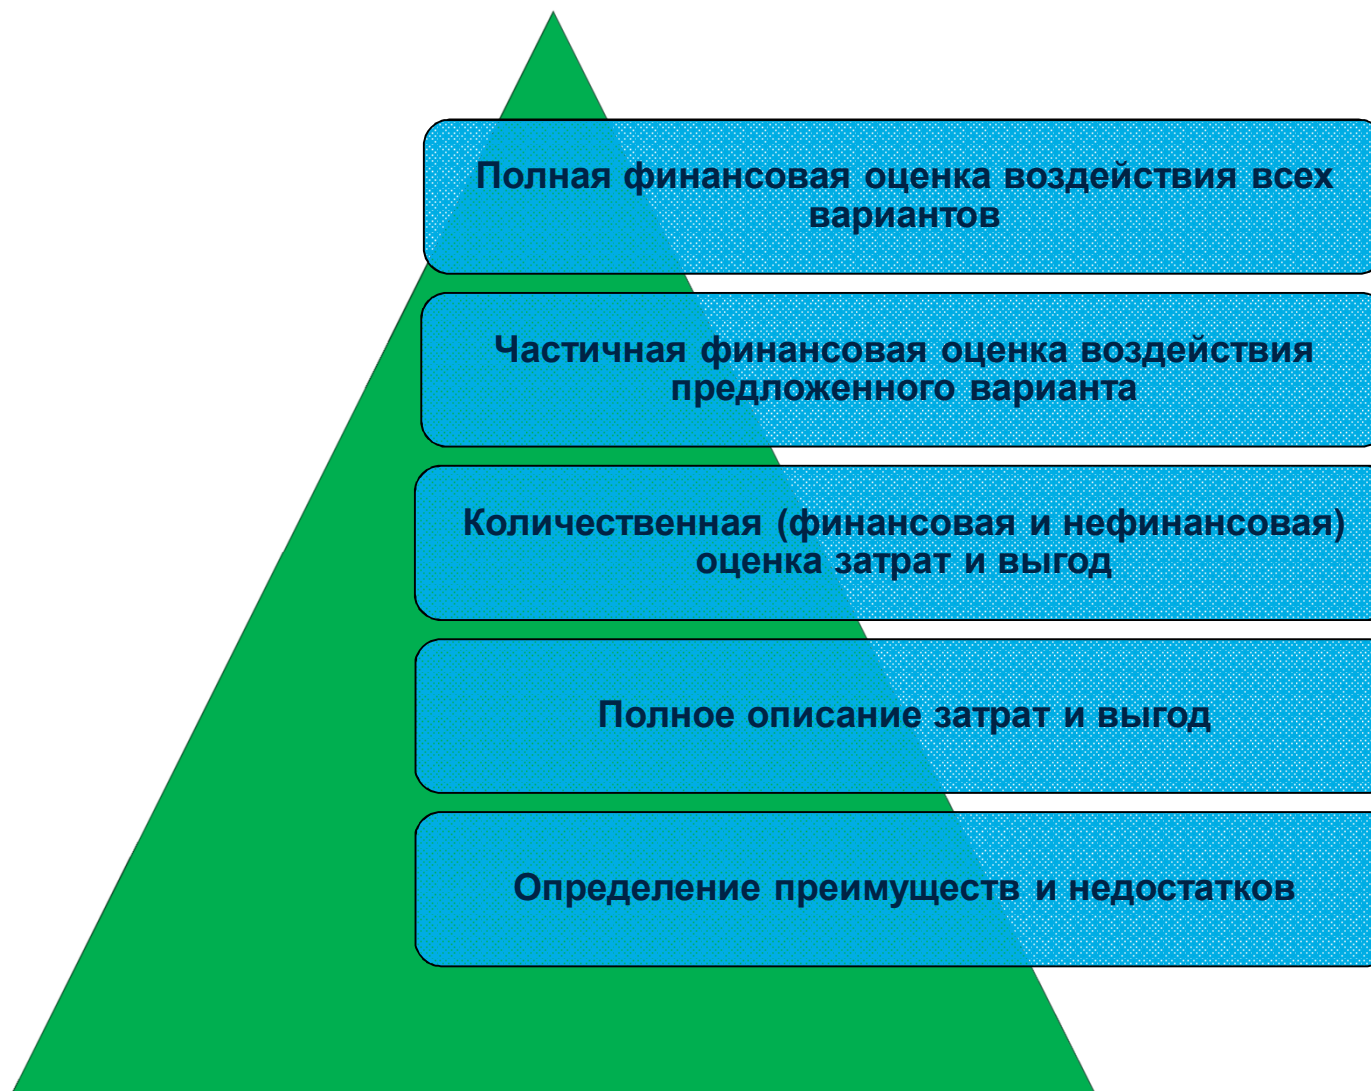 Полная финансовая оценка воздействия всех
вариантов
Частичная финансовая оценка воздействия
предложенного варианта
Количественная (финансовая и нефинансовая)
оценка затрат и выгод
Полное описание затрат и выгод
Определение преимуществ и недостатков